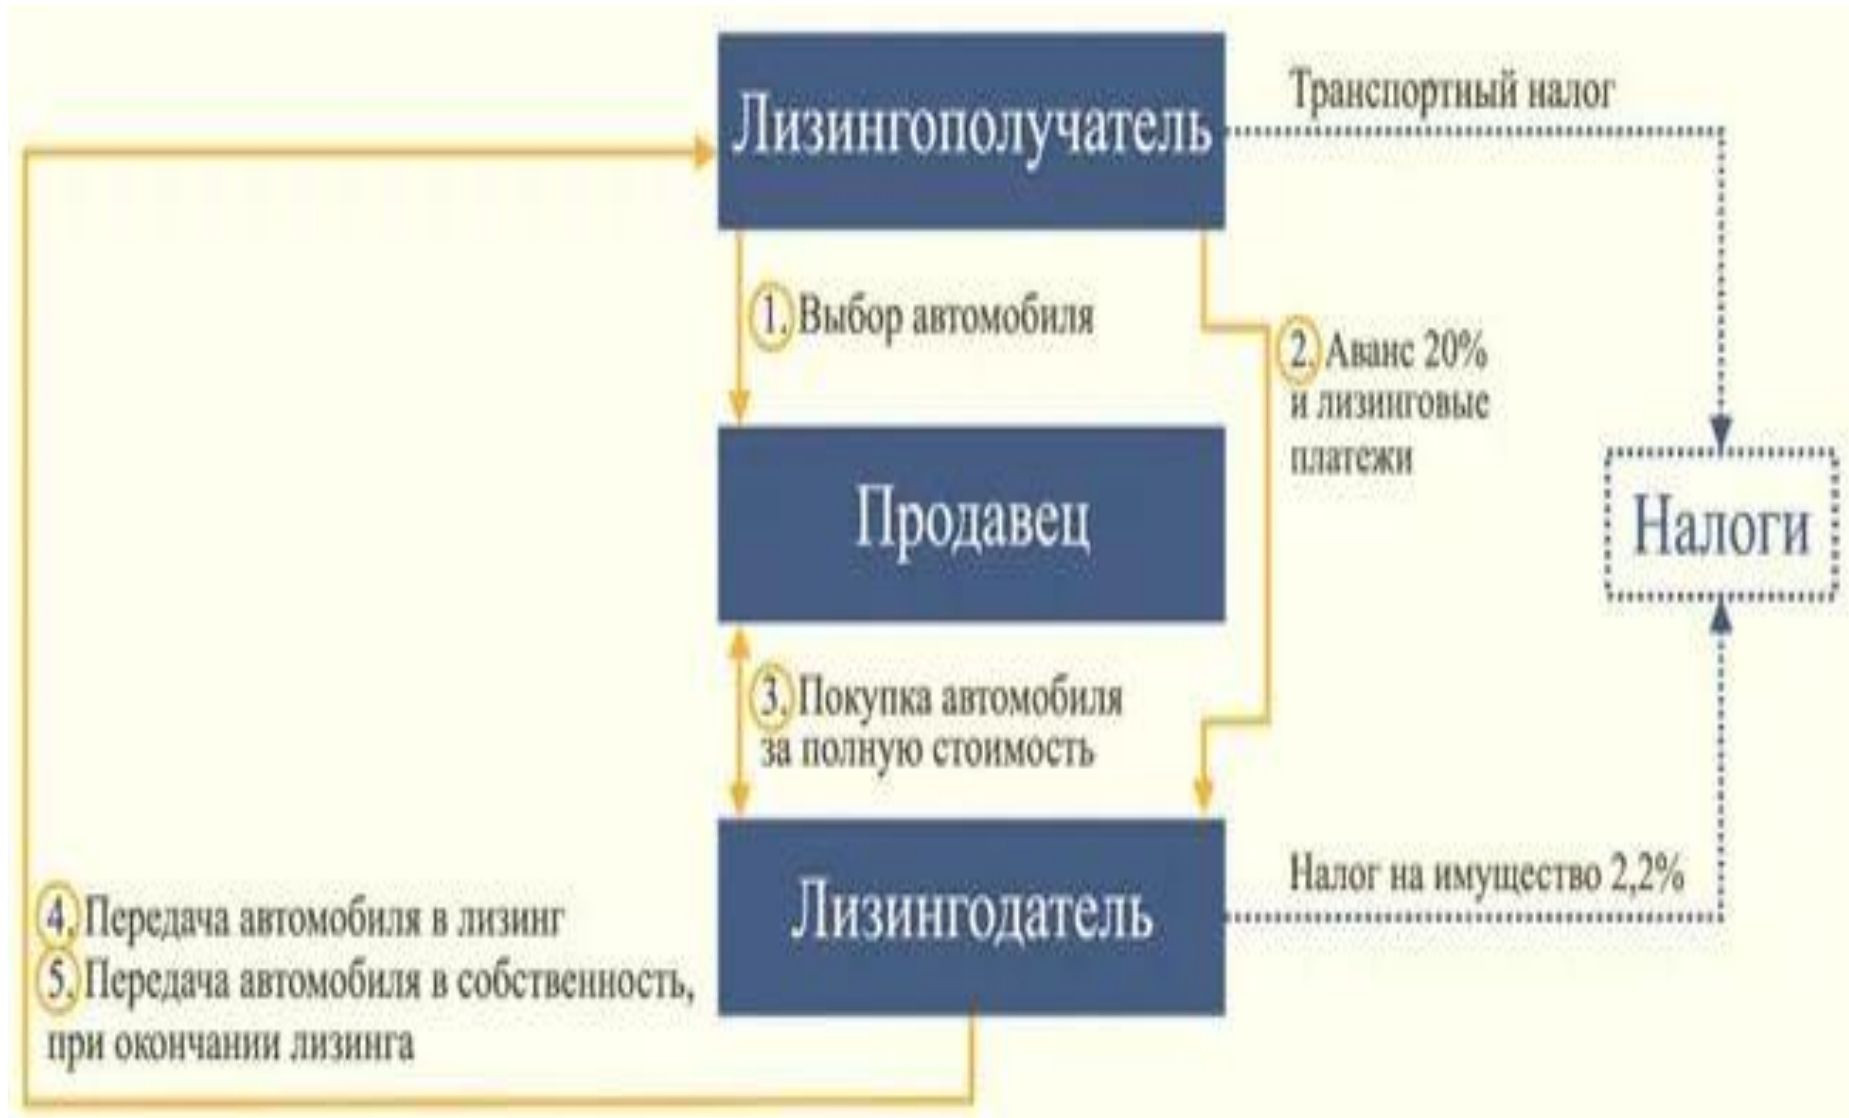 Лизингополучатель
Транспортный налог
1. Выбор автомобиля
2. Аванс 20%
и лизинговые
платежи
Продавец
Налоги
3. Покупка автомобиля
за полную стоимость
Лизингодатель
Налог на имущество 2,2%
4. Передача автомобиля в лизинг
5. Передача автомобиля в собственность,
при окончании лизинга